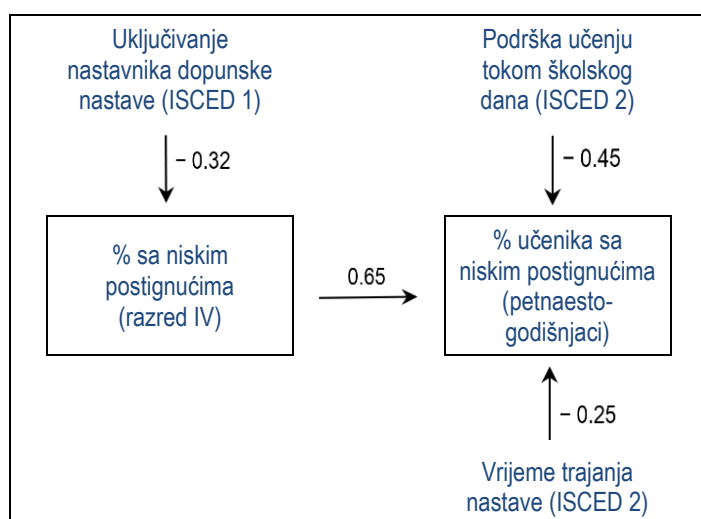 Uključivanje
nastavnika dopunske
nastave (ISCED 1)
Podrška učenju
tokom školskog
dana (ISCED 2)
− 0.32
− 0.45
% sa niskim
postignućima
(razred IV)
0.65
% učenika sa
niskim postignućima
(petnaesto-
godišnjaci)
− 0.25
Vrijeme trajanja
nastave (ISCED 2)